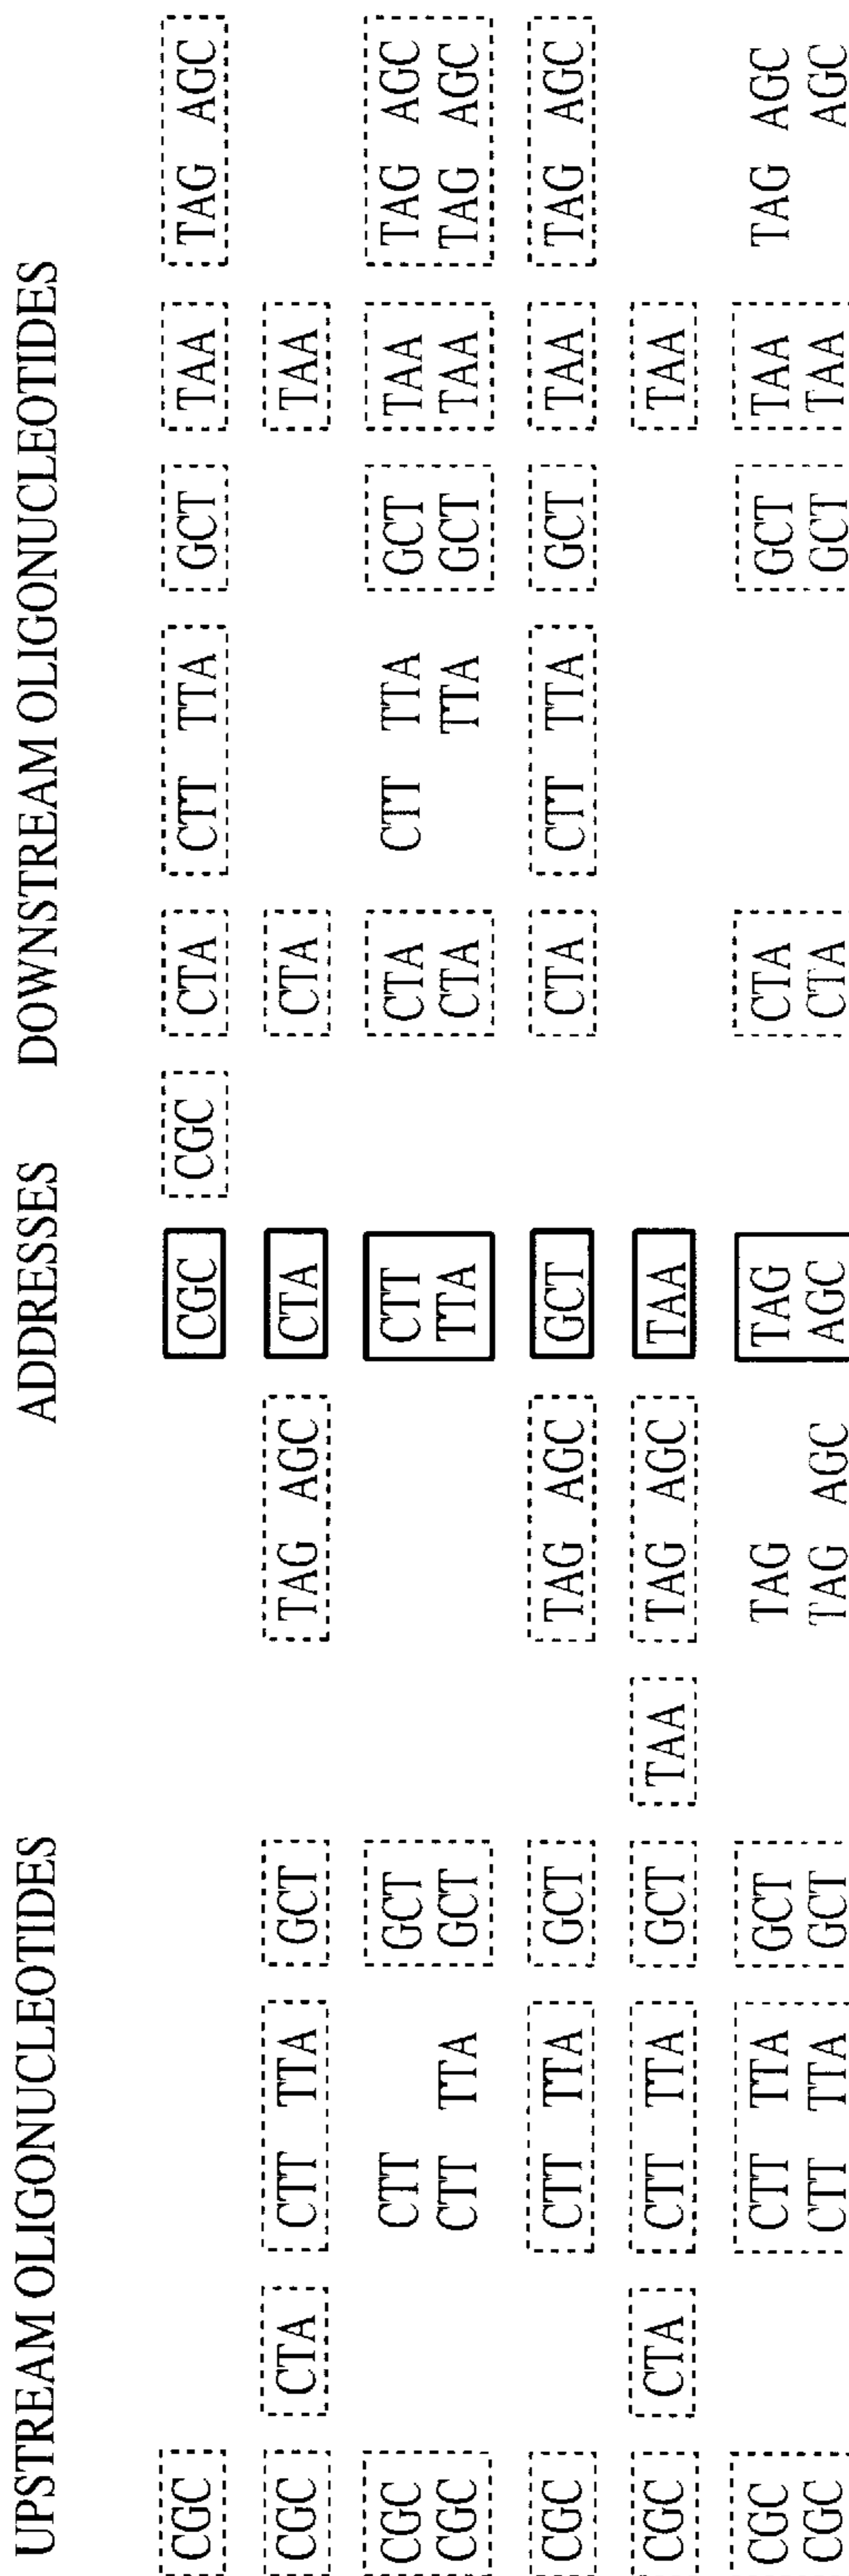 UPSTREAM OLIGONUCLEOTIDES ADDRESSES DOWNSTREAM OLIGONUCLEOTIDES
CGC CGC CGC CTA CTT TTA GCT TAA TAG AGC
CGC CTA CTT TTA GCT TAG AGC CTA CTA TAA
CGC CTT GCT CTT CTA CTT TTA GCT TAA TAG AGC
CGC CTT TTA GCT TTA CTA TTA GCT TAA TAG AGC
CGC CTT TTA GCT TAG AGC GCT CTA CTT TTA GCT TAA TAG AGC
CGC CTA CTT TTA GCT TAA TAG AGC TAA TAA
CGC CTT TTA GCT TAG TAG CTA GCT TAA TAG AGC
CGC CTT TTA GCT TAG AGC AGC CTA GCT TAA AGC